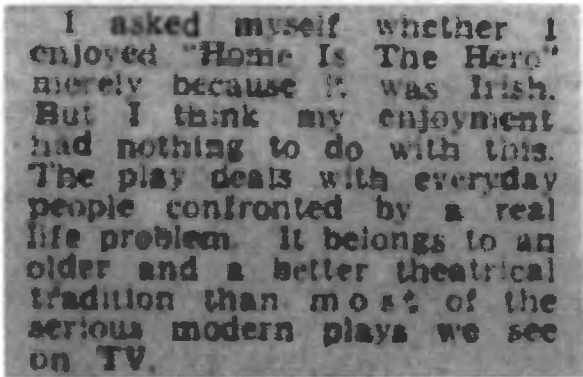 I asked myself whether I
enjoyed "Home Is The Hero"
merely because it was Irish.
But I think my enjoyment
had nothing to do with this.
The play deals with everyday
people confronted by a real
life problem. It belongs to an
older and a better theatrical
tradition than most of the
serious modern plays we see
on TV.